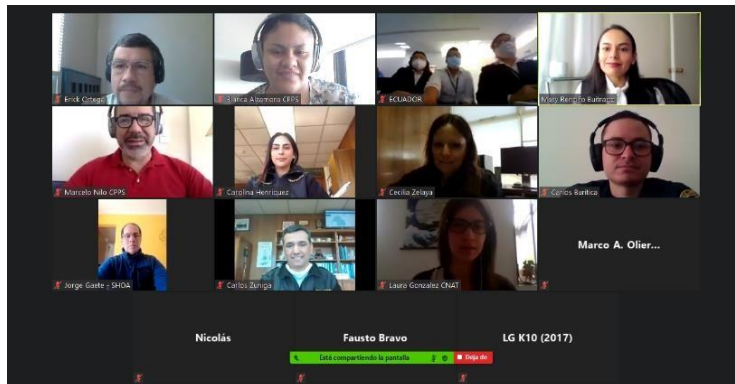 Erick Ortega
Blanca Alzamora CPPS
ECUADOR
Mary Rengifo Buitrago
Marcelo Nilo CPPS
Carolina Henriquez
Cecilia Zelaya
Carlos Buritica
Jorge Gaete - SHOA
Carlos Zuniga
Laura Gonzalez CNAT
Marco A. Olier...
Nicolás
Fausto Bravo
LG K10 (2017)
Está compartiendo la pantalla
Deja de